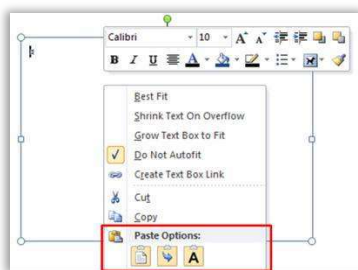 Calibri 10 A A
B I U A
Best Fit
Shrink Text On Overflow
Grow Text Box to Fit
Do Not Autofit
Create Text Box Link
Cut
Copy
Paste Options:
A